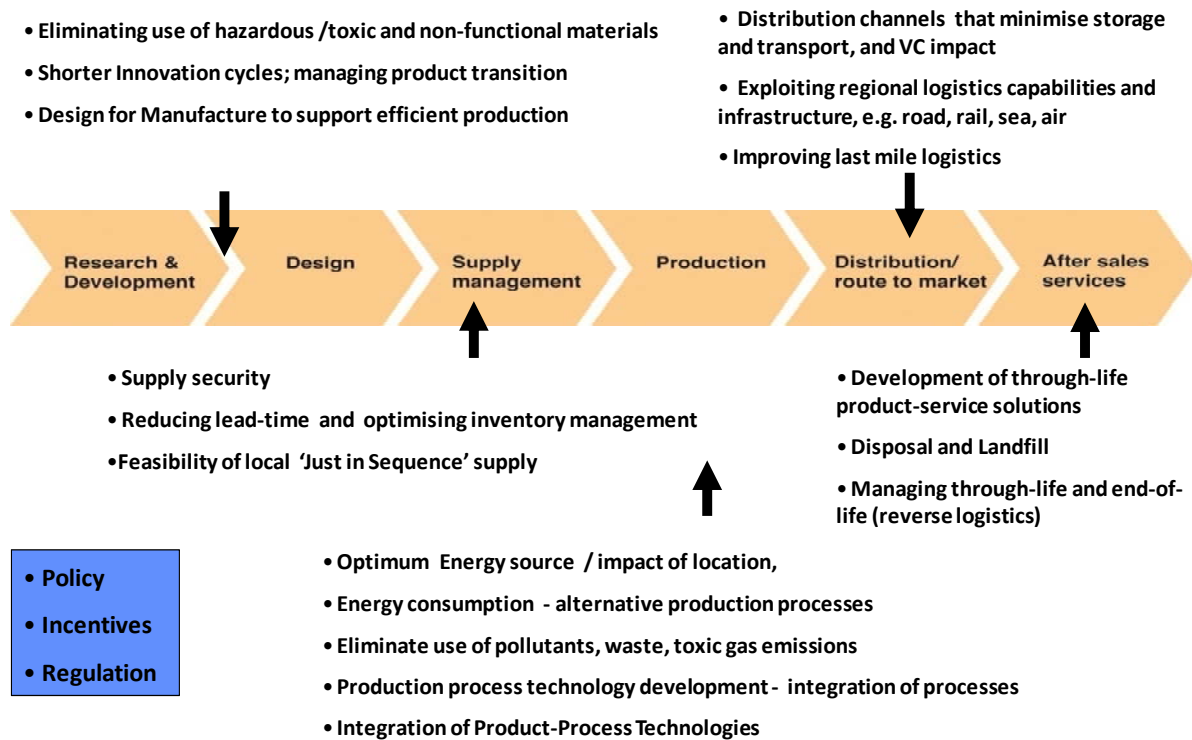 • Eliminating use of hazardous /toxic and non-functional materials
• Shorter Innovation cycles; managing product transition
• Design for Manufacture to support efficient production
• Distribution channels that minimise storage
and transport, and VC impact
• Exploiting regional logistics capabilities and
infrastructure, e.g. road, rail, sea, air
• Improving last mile logistics
Research &
Development
Design
Supply
management
Production
Distribution/
route to market
After sales
services
• Supply security
• Reducing lead-time and optimising inventory management
•Feasibility of local ‘Just in Sequence’ supply
• Development of through-life
product-service solutions
• Disposal and Landfill
• Managing through-life and end-of-
life (reverse logistics)
• Policy
• Incentives
• Regulation
• Optimum Energy source / impact of location,
• Energy consumption - alternative production processes
• Eliminate use of pollutants, waste, toxic gas emissions
• Production process technology development - integration of processes
• Integration of Product-Process Technologies